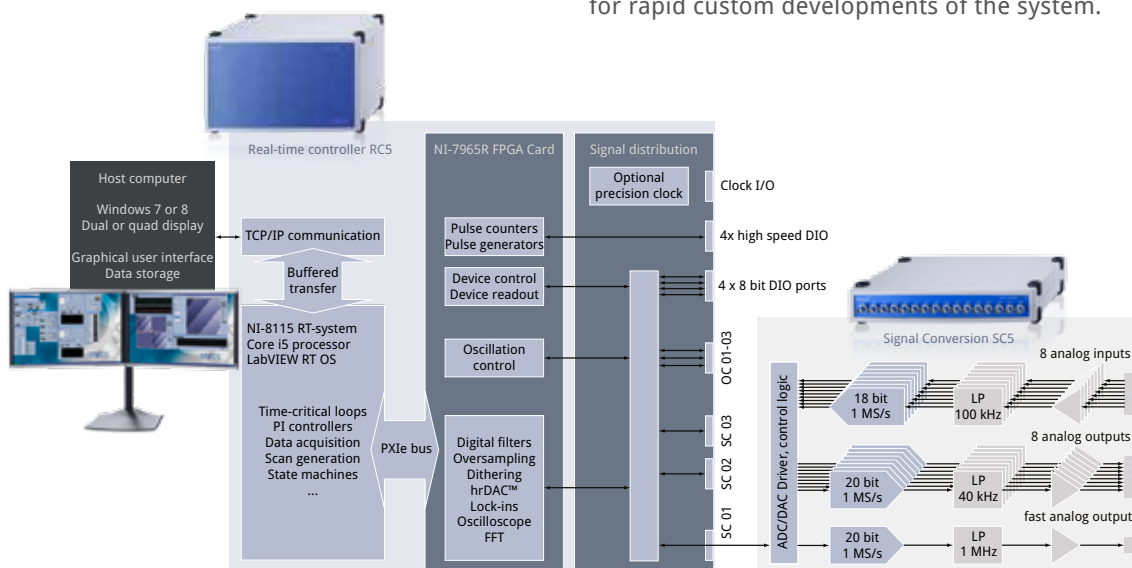 for rapid custom developments of the system.
Real-time controller RC5
NI-7965R FPGA Card
Signal distribution
Host computer
Windows 7 or 8
Dual or quad display
Graphical user interface
Data storage
TCP/IP communication
Buffered
transfer
NI-8115 RT-system
Core i5 processor
LabVIEW RT OS
Time-critical loops
PI controllers
Data acquisition
Scan generation
State machines
...
PXIe bus
Pulse counters
Pulse generators
Device control
Device readout
Oscillation
control
Digital filters
Oversampling
Dithering
hrDAC™
Lock-ins
Oscilloscope
FFT
Optional
precision clock
Clock I/O
4x high speed DIO
4 x 8 bit DIO ports
OC 01-03
SC 03
SC 02
SC 01
Signal Conversion SC5
ADC/DAC Driver, control logic
8 analog inputs
18 bit
1 MS/s
LP
100 kHz
8 analog outputs
20 bit
1 MS/s
LP
40 kHz
fast analog output
20 bit
1 MS/s
LP
1 MHz